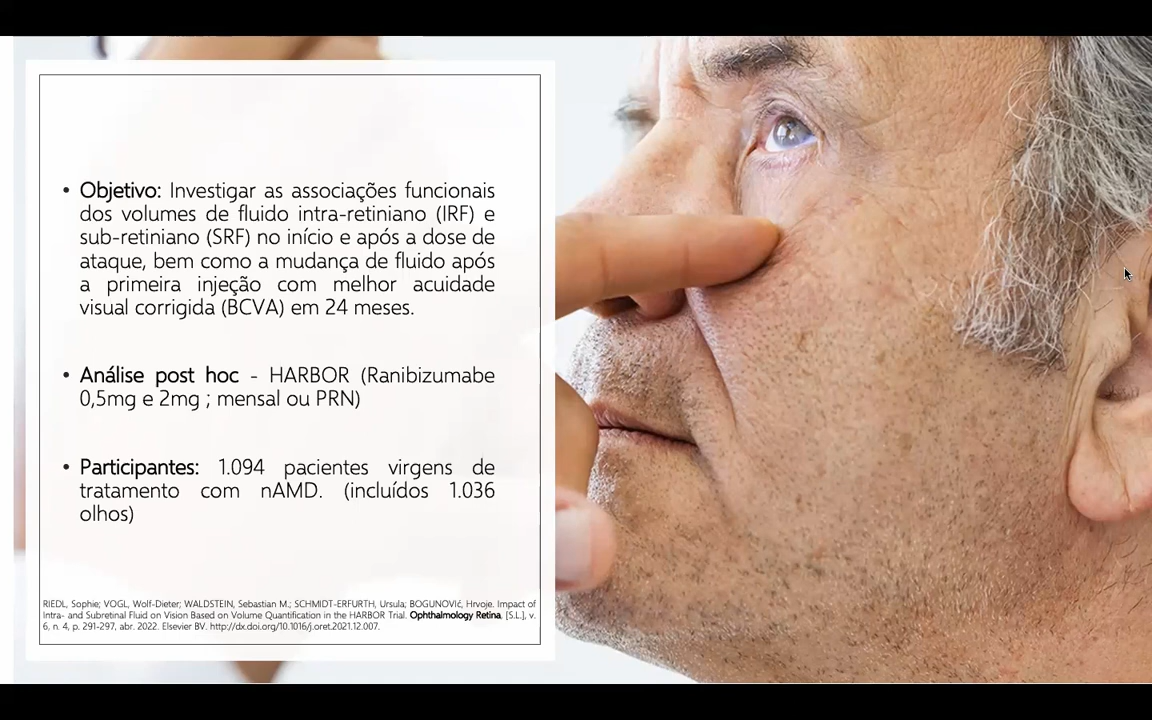 • Objetivo: Investigar as associações funcionais
dos volumes de fluido intra-retiniano (IRF) e
sub-retiniano (SRF) no início e após a dose de
ataque, bem como a mudança de fluido após
a primeira injeção com melhor acuidade
visual corrigida (BCVA) em 24 meses.
• Análise post hoc - HARBOR (Ranibizumabe
0,5mg e 2mg ; mensal ou PRN)
• Participantes: 1.094 pacientes virgens de
tratamento com nAMD. (incluídos 1.036
olhos)
RIEDL, Sophie; VOGL, Wolf-Dieter; WALDSTEIN, Sebastian M.; SCHMIDT-ERFURTH, Ursula; BOGUNOVIć, Hrvoje. Impact of
Intra- and Subretinal Fluid on Vision Based on Volume Quantification in the HARBOR Trial. Ophthalmology Retina, [S.L.], v.
6, n. 4, p. 291-297, abr. 2022. Elsevier BV. http://dx.doi.org/10.1016/j.oret.2021.12.007.